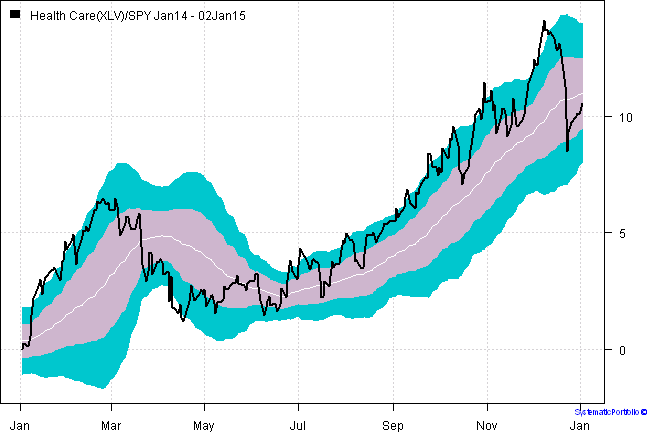 Health Care(XLV)/SPY Jan14 - 02Jan15
10
5
0
Jan Mar May Jul Sep Nov Jan
SystematicPortfolio ©